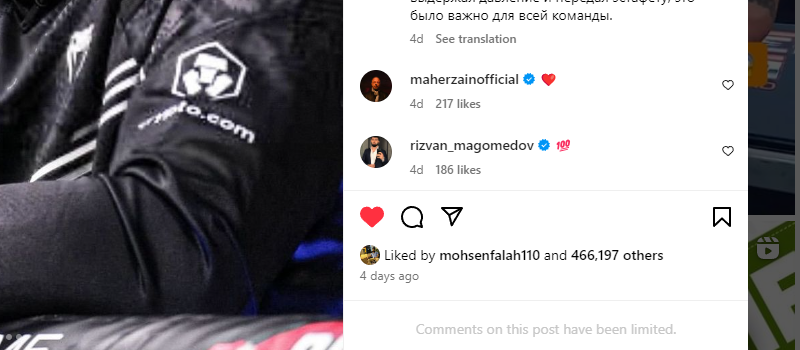 выдержал давление и передал эстафету, это
было важно для всей команды.
4d See translation
maherzainofficial ❤️
4d 217 likes
rizvan_magomedov 💯
4d 186 likes
Liked by mohsenfalah110 and 466,197 others
4 days ago
Comments on this post have been limited.
crypto.com